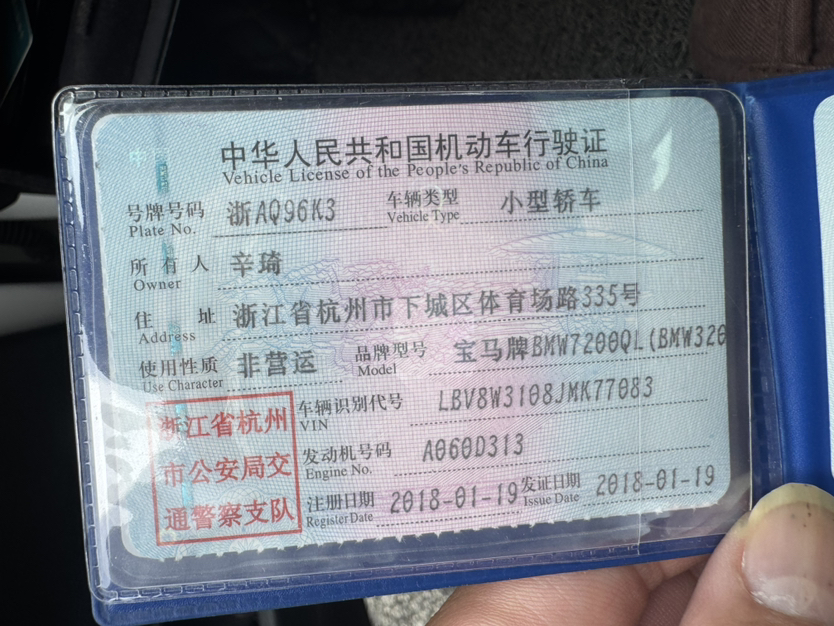 中华人民共和国机动车行驶证
Vehicle License of the People's Republic of China
号牌号码 浙AQ96K3 车辆类型 小型轿车
Plate No. Vehicle Type
所有人 辛琦
Owner
住址 浙江省杭州市下城区体育场路335号
Address
使用性质 非营运 品牌型号 宝马牌BMW7200QL(BMW320
Use Character Model
浙江省杭州 车辆识别代号 LBV8W3108JMK77083
VIN
市公安局交 发动机号码 A060D313
Engine No.
通警察支队 注册日期 2018-01-19 发证日期 2018-01-19
Register Date Issue Date